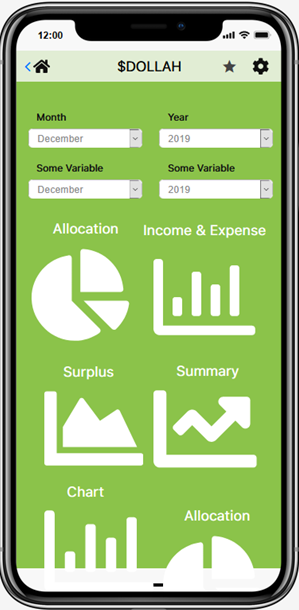 12:00
$DOLLAH
Month Year
December 2019
Some Variable Some Variable
December 2019
Allocation Income & Expense
Surplus Summary
Chart
Allocation